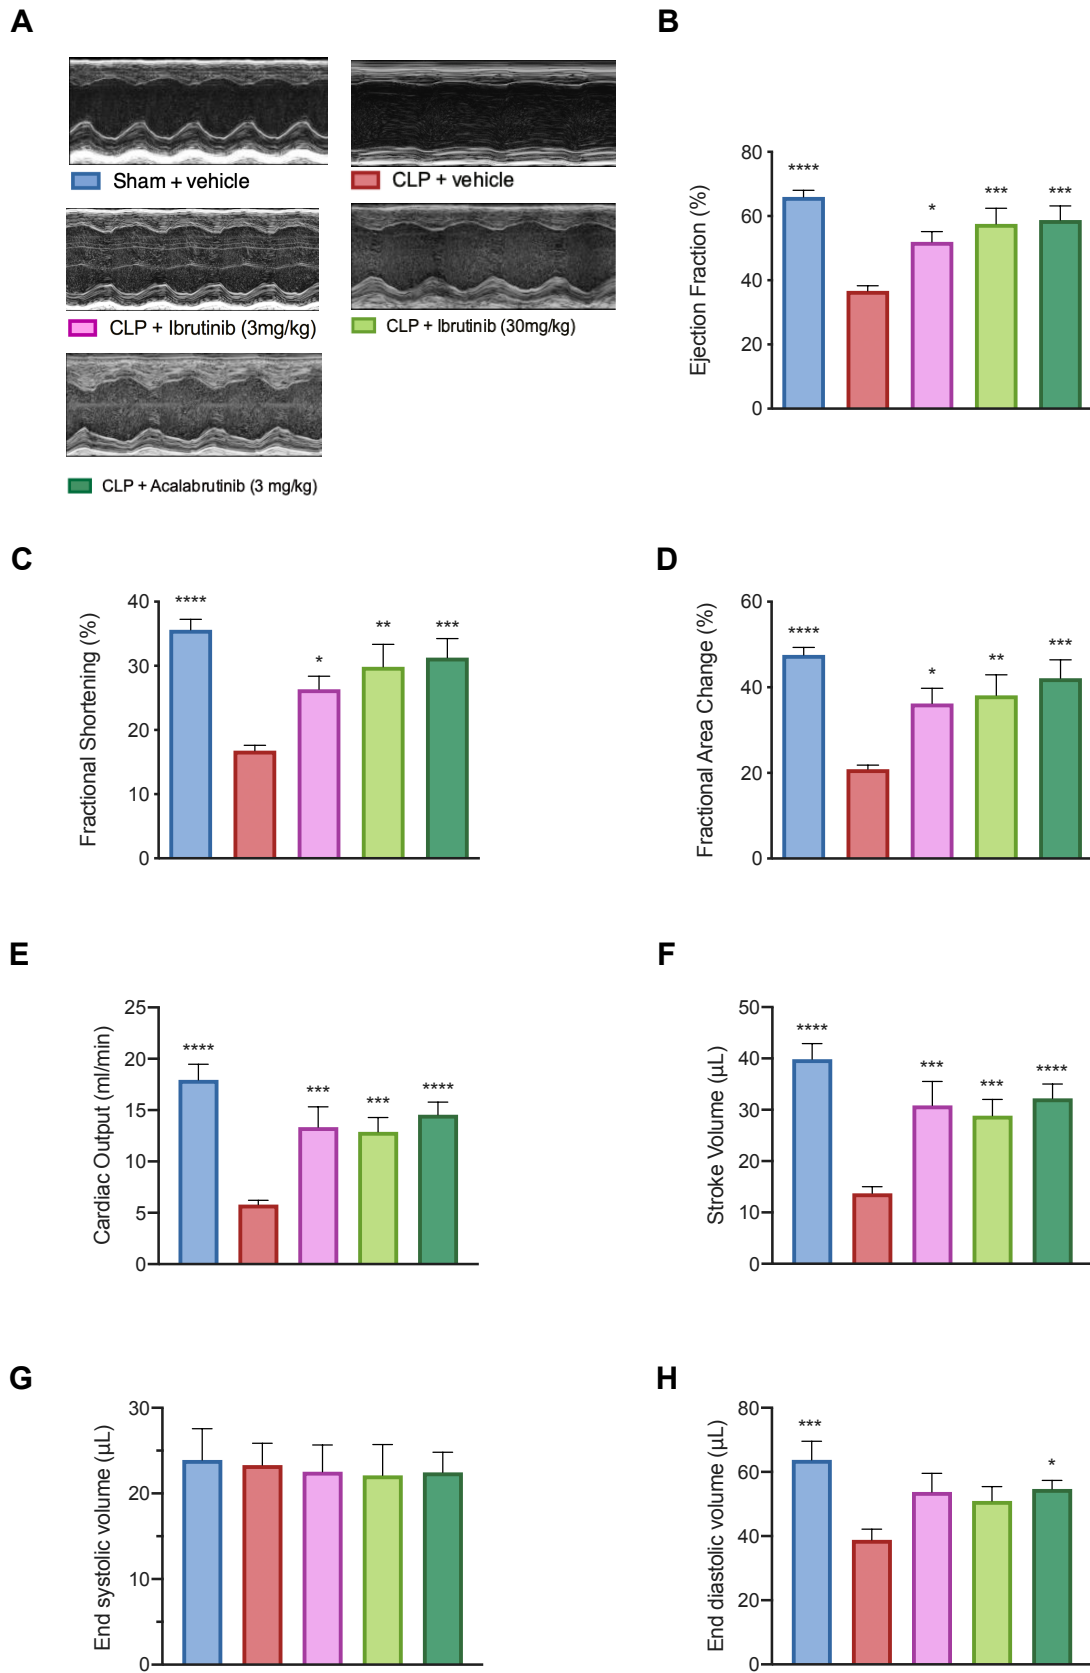 A
Sham + vehicle
CLP + vehicle
CLP + Ibrutinib (3mg/kg)
CLP + Ibrutinib (30mg/kg)
CLP + Acalabrutinib (3 mg/kg)
B
Ejection Fraction (%)
80
60
40
20
0
****
*
***
***
C
Fractional Shortening (%)
40
30
20
10
0
****
*
**
***
D
Fractional Area Change (%)
60
40
20
0
****
*
**
***
E
Cardiac Output (ml/min)
25
20
15
10
5
0
****
***
***
****
F
Stroke Volume (µL)
50
40
30
20
10
0
****
***
***
****
G
End systolic volume (µL)
30
20
10
0
H
End diastolic volume (µL)
80
60
40
20
0
***
*